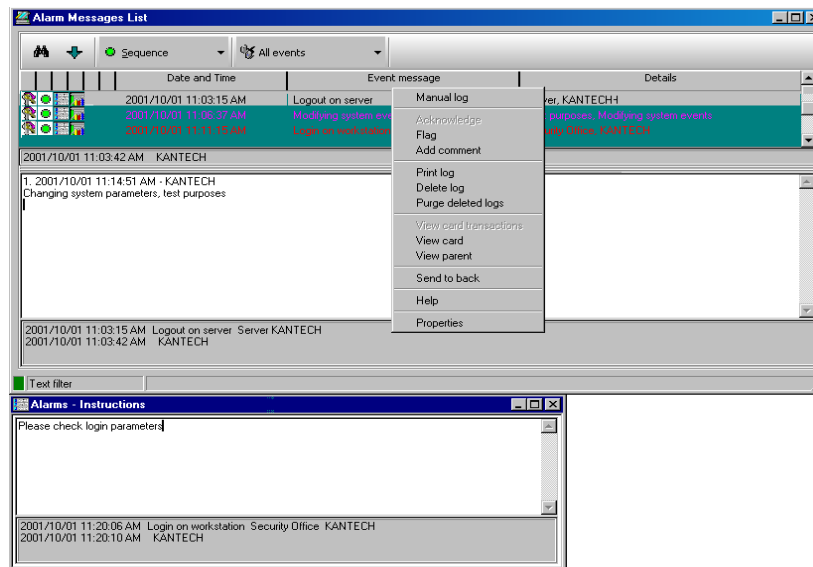 Alarm Messages List
Sequence All events
Date and Time Event message Details
2001/10/01 11:03:15 AM Logout on server ver, KANTECH
2001/10/01 11:06:37 AM Modifying system eve purposes, Modifying system events
2001/10/01 11:11:15 AM Login on workstation urity Office, KANTECH
Manual log
Acknowledge
Flag
Add comment
Print log
Delete log
Purge deleted logs
View card transactions
View card
View parent
Send to back
Help
Properties
2001/10/01 11:03:42 AM KANTECH
1. 2001/10/01 11:14:51 AM - KANTECH
Changing system parameters, test purposes
2001/10/01 11:03:15 AM Logout on server Server KANTECH
2001/10/01 11:03:42 AM KANTECH
Text filter
Alarms - Instructions
Please check login parameters
2001/10/01 11:20:06 AM Login on workstation Security Office KANTECH
2001/10/01 11:20:10 AM KANTECH